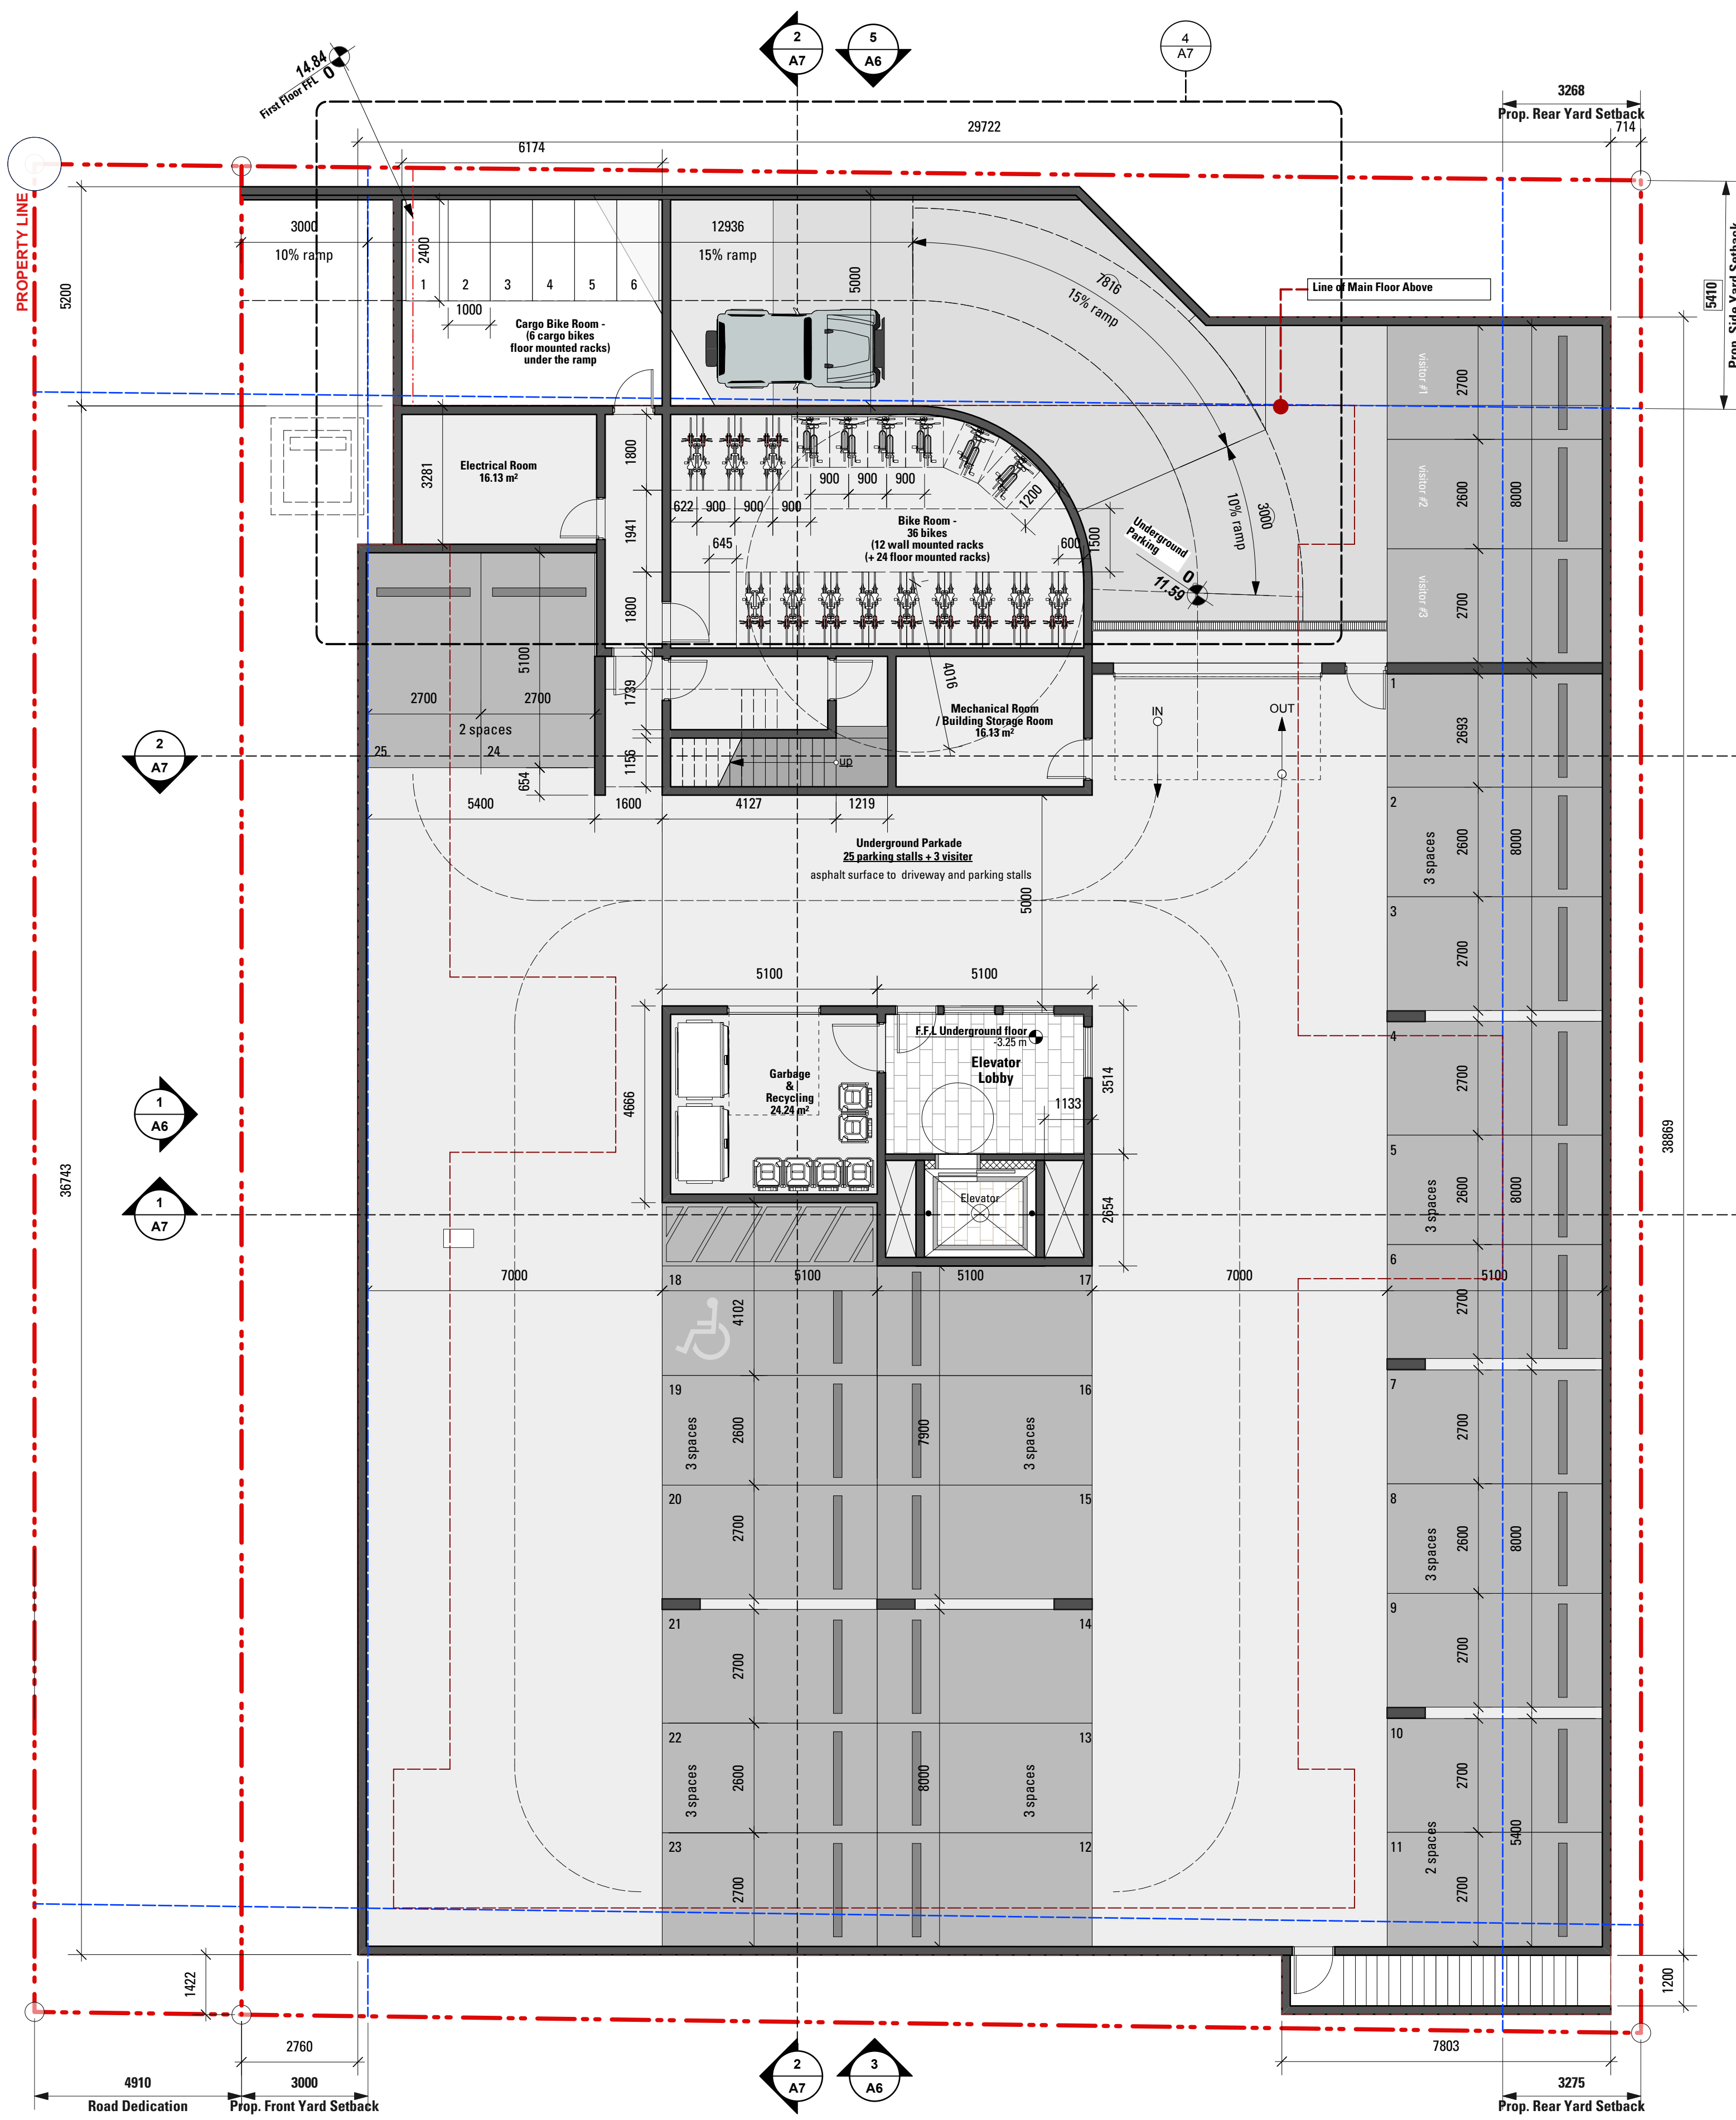 2
A7
5
A6
4
A7
14.84
0
First Floor FFL
3268
Prop. Rear Yard Setback
29722
714
6174
PROPERTY LINE
5200
3000
10% ramp
2400
1 2 3 4 5 6
1000
Cargo Bike Room -
(6 cargo bikes
floor mounted racks)
under the ramp
12936
15% ramp
5000
7816
15% ramp
Line of Main Floor Above
5410
Prop. Side Yard Setback
visitor #1
2700
visitor #2
2600
8000
visitor #3
2700
Electrical Room
16.13 m²
3281
1800
1941
1800
622 900 900 900
900 900 900
1200
Bike Room -
36 bikes
(12 wall mounted racks
(+ 24 floor mounted racks)
645
600
1500
3000
10% ramp
Underground
Parking
0
11.59
5100
2700 2700
2 spaces
25 24
654
1739
1156
4016
Mechanical Room
/ Building Storage Room
16.13 m²
IN
OUT
up
2
A7
5400
1600
4127
1219
Underground Parkade
25 parking stalls + 3 visiter
asphalt surface to driveway and parking stalls
5000
1
2693
2
2600
3 spaces
8000
3
2700
5100
5100
F.F.L Underground floor
-3.25 m
Elevator
Lobby
Garbage
&
Recycling
24.24 m²
4666
3514
1133
2654
Elevator
1
A6
1
A7
36743
38869
4
2700
5
2600
3 spaces
8000
6
2700
7000
5100
5100
7000
5100
18
17
4102
19
16
3 spaces
2600
7900
3 spaces
20
15
2700
7
2700
8
2600
3 spaces
8000
9
2700
21
14
2700
22
13
3 spaces
2600
8000
3 spaces
23
12
2700
10
2700
2 spaces
5400
11
2700
1422
1200
2760
7803
4910
Road Dedication
3000
Prop. Front Yard Setback
2
A7
3
A6
3275
Prop. Rear Yard Setback